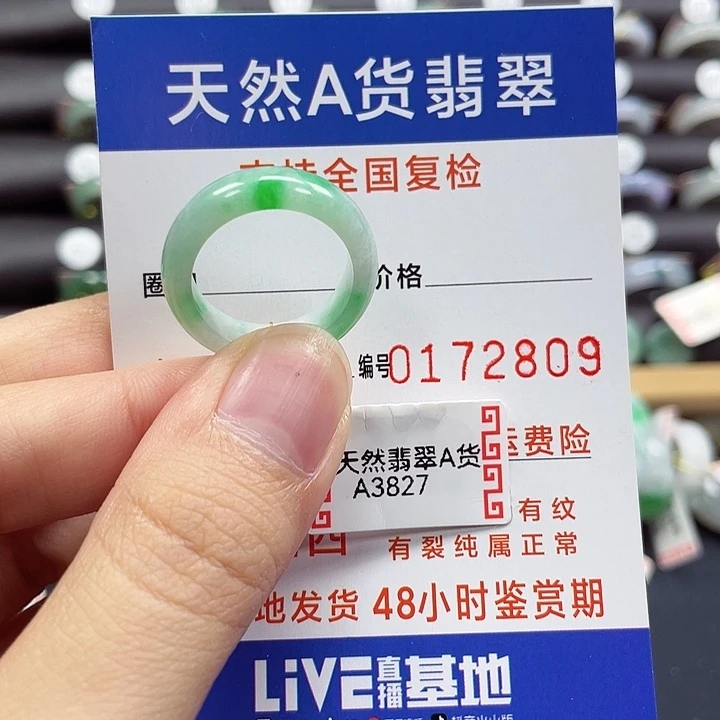 天然A货翡翠
支持全国复检
圈口 价格
编号0172809
运费险
天然翡翠A货
A3827
有纹
有裂纯属正常
地发货 48小时鉴赏期
LiVE直播基地